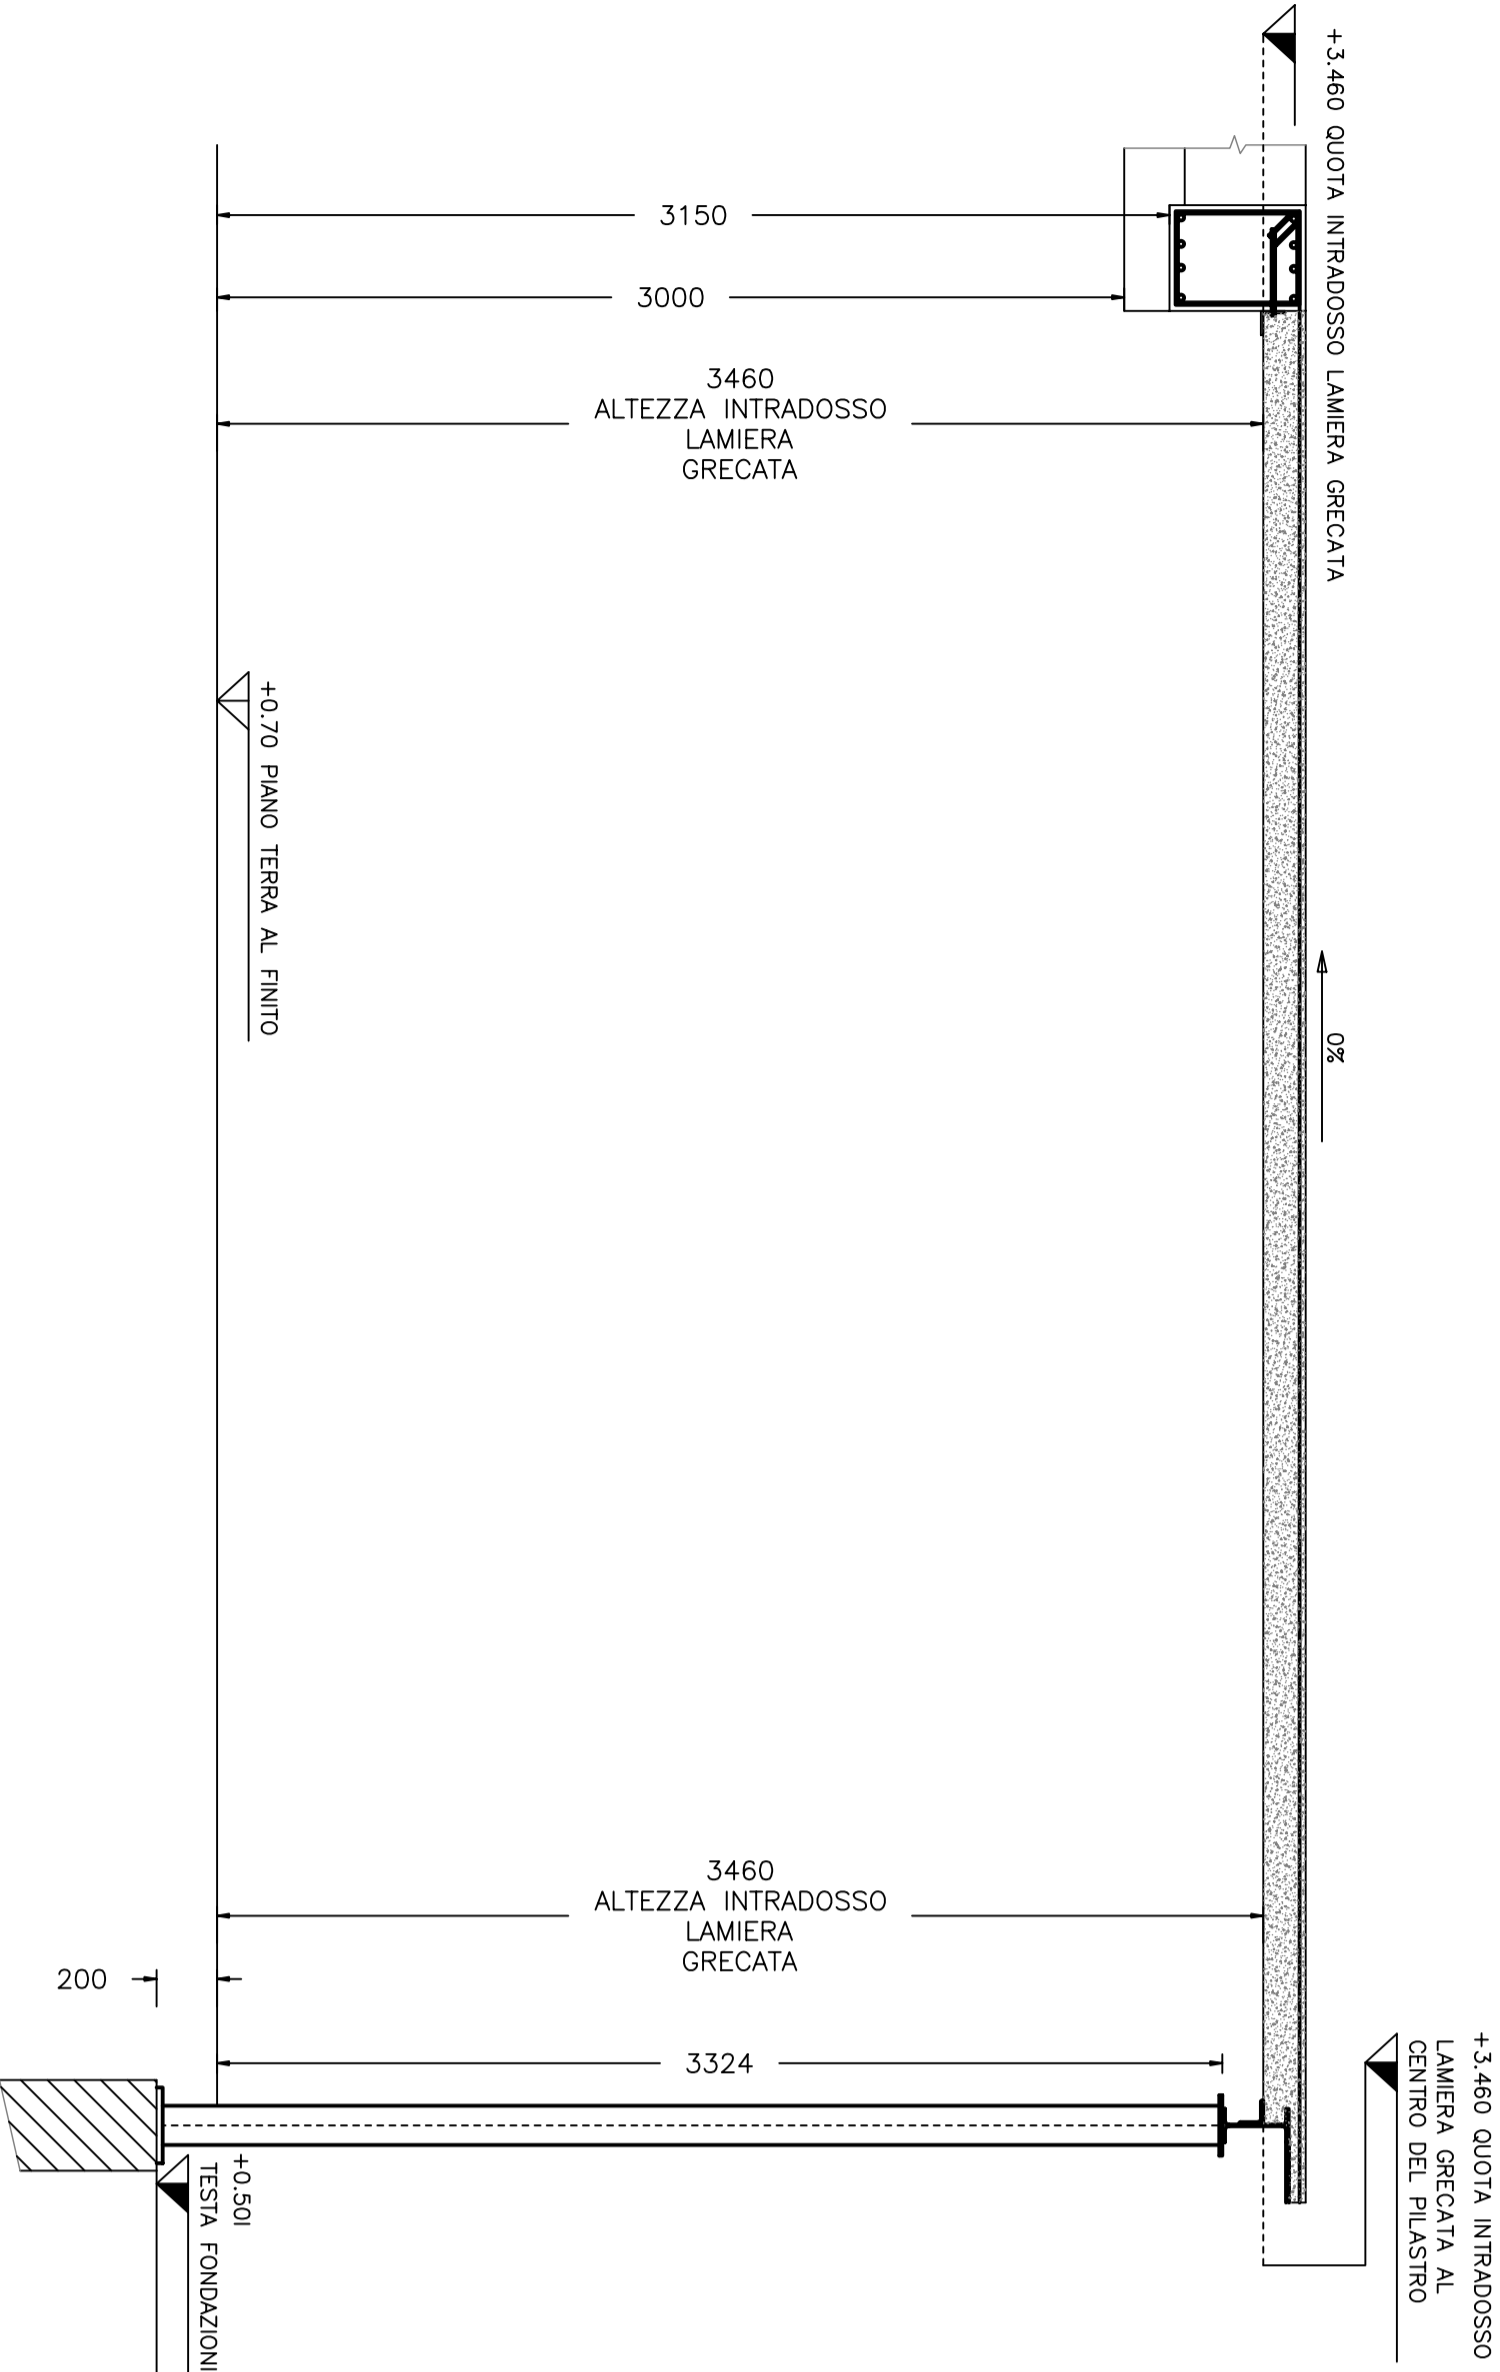 +3.460 QUOTA INTRADOSSO LAMIERA GRECATA
3150
3000
3460
ALTEZZA INTRADOSSO
LAMIERA
GRECATA
+0.70 PIANO TERRA AL FINITO
0%
3460
ALTEZZA INTRADOSSO
LAMIERA
GRECATA
200
3324
+3.460 QUOTA INTRADOSSO
LAMIERA GRECATA AL
CENTRO DEL PILASTRO
+0.50I
TESTA FONDAZIONI